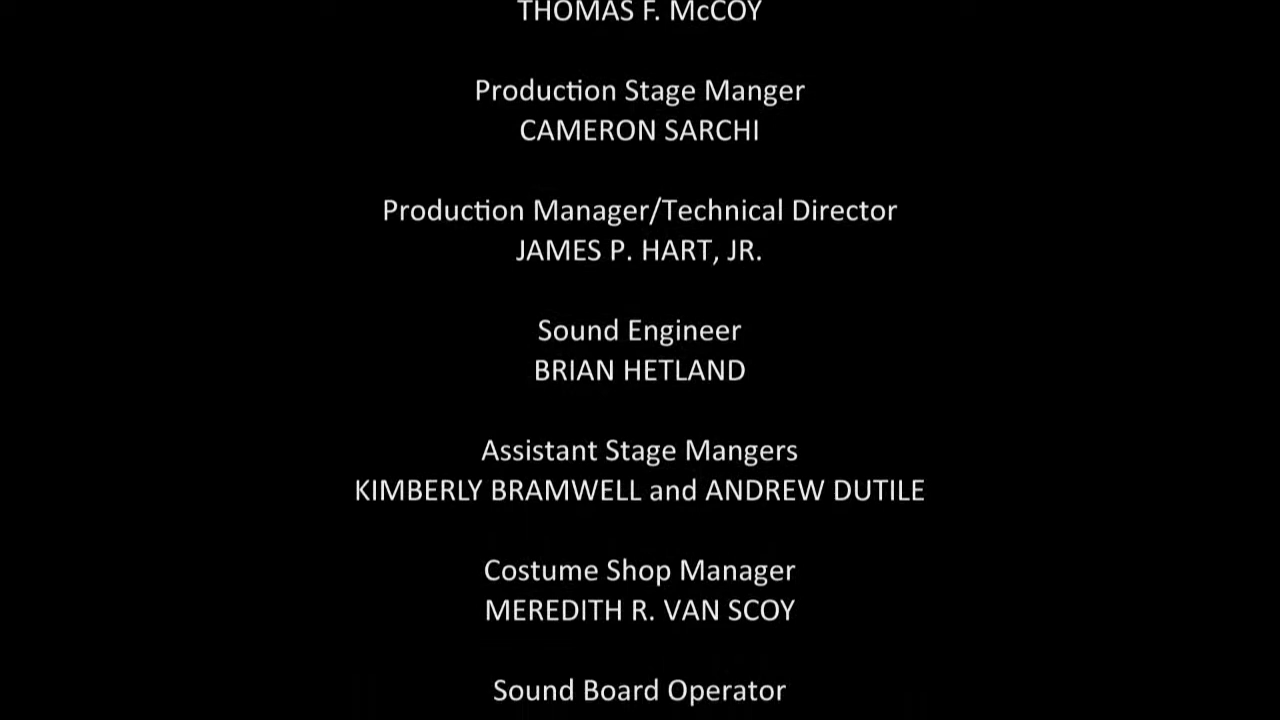 THOMAS F. McCOY
Production Stage Manger
CAMERON SARCHI
Production Manager/Technical Director
JAMES P. HART, JR.
Sound Engineer
BRIAN HETLAND
Assistant Stage Mangers
KIMBERLY BRAMWELL and ANDREW DUTILE
Costume Shop Manager
MEREDITH R. VAN SCOY
Sound Board Operator